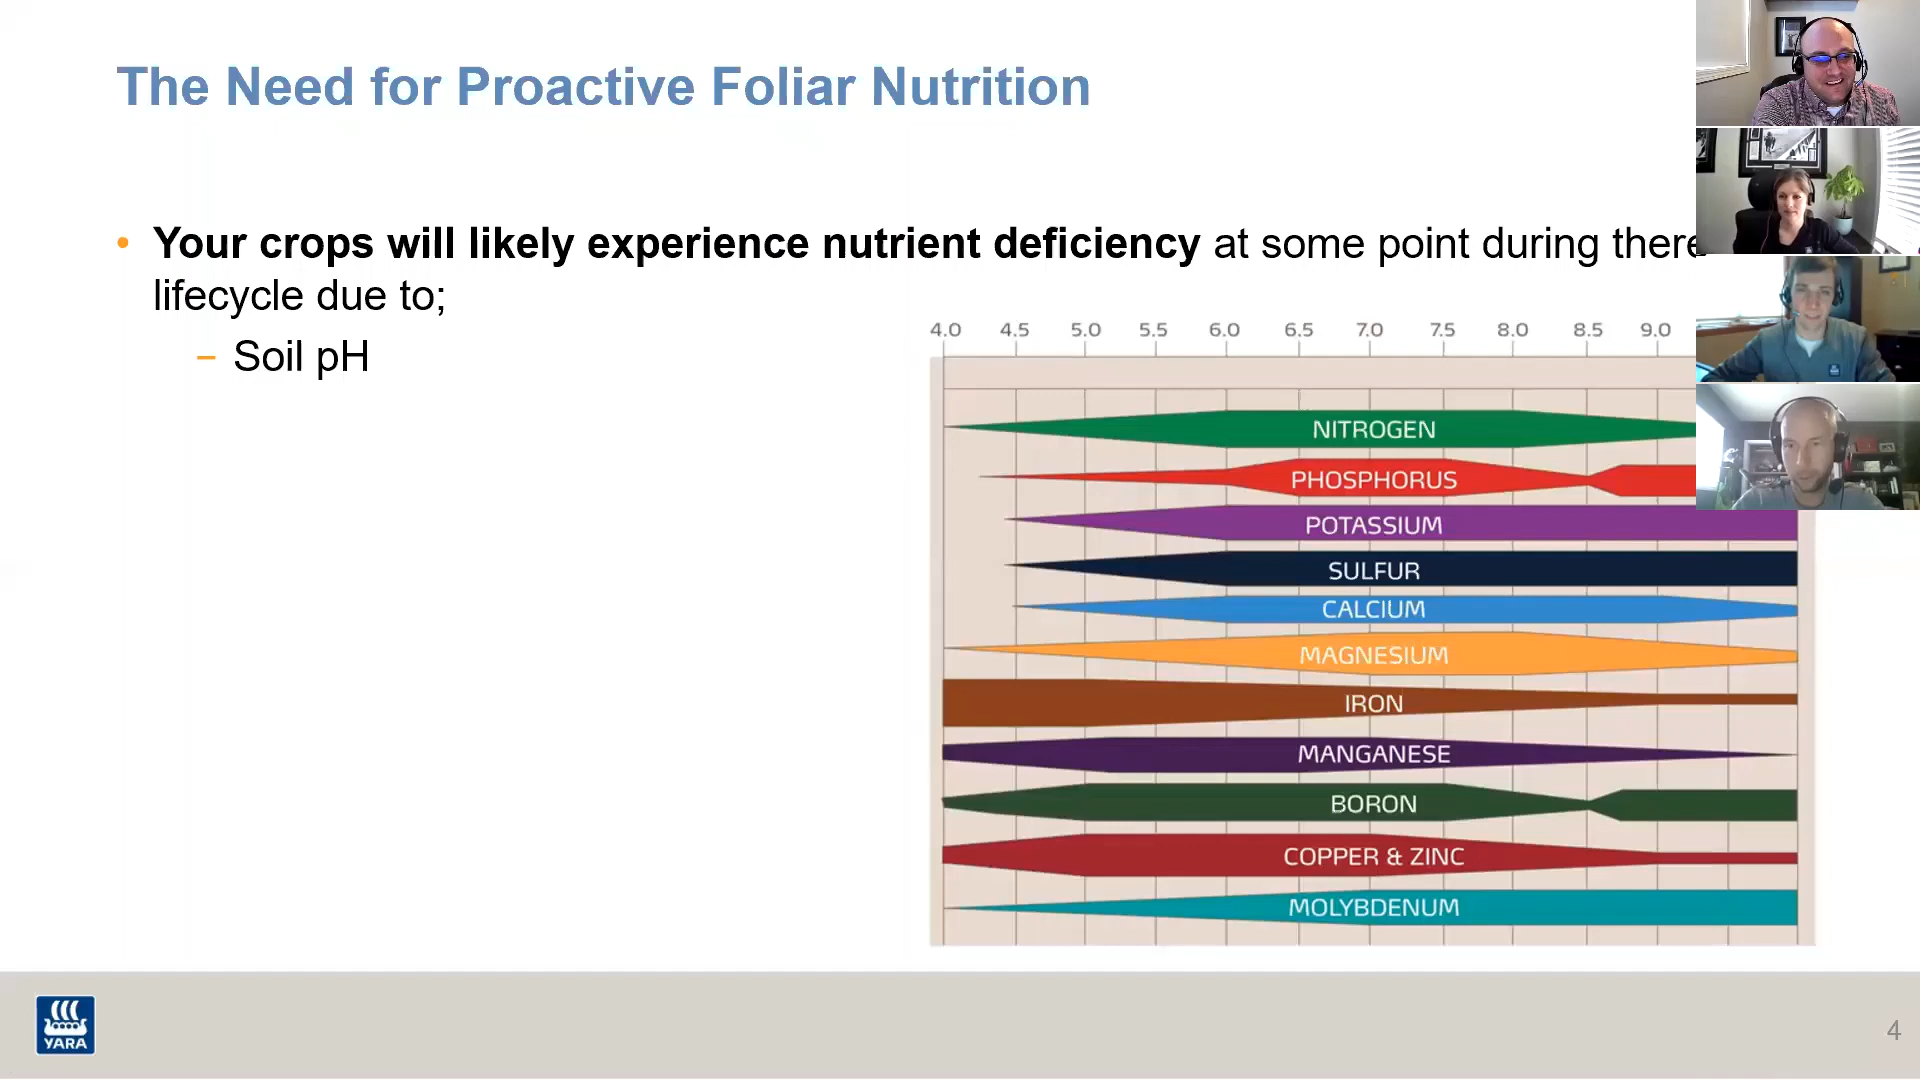 The Need for Proactive Foliar Nutrition
• Your crops will likely experience nutrient deficiency at some point during there
lifecycle due to;
– Soil pH
4.0 4.5 5.0 5.5 6.0 6.5 7.0 7.5 8.0 8.5 9.0
NITROGEN
PHOSPHORUS
POTASSIUM
SULFUR
CALCIUM
MAGNESIUM
IRON
MANGANESE
BORON
COPPER & ZINC
MOLYBDENUM
YARA
4